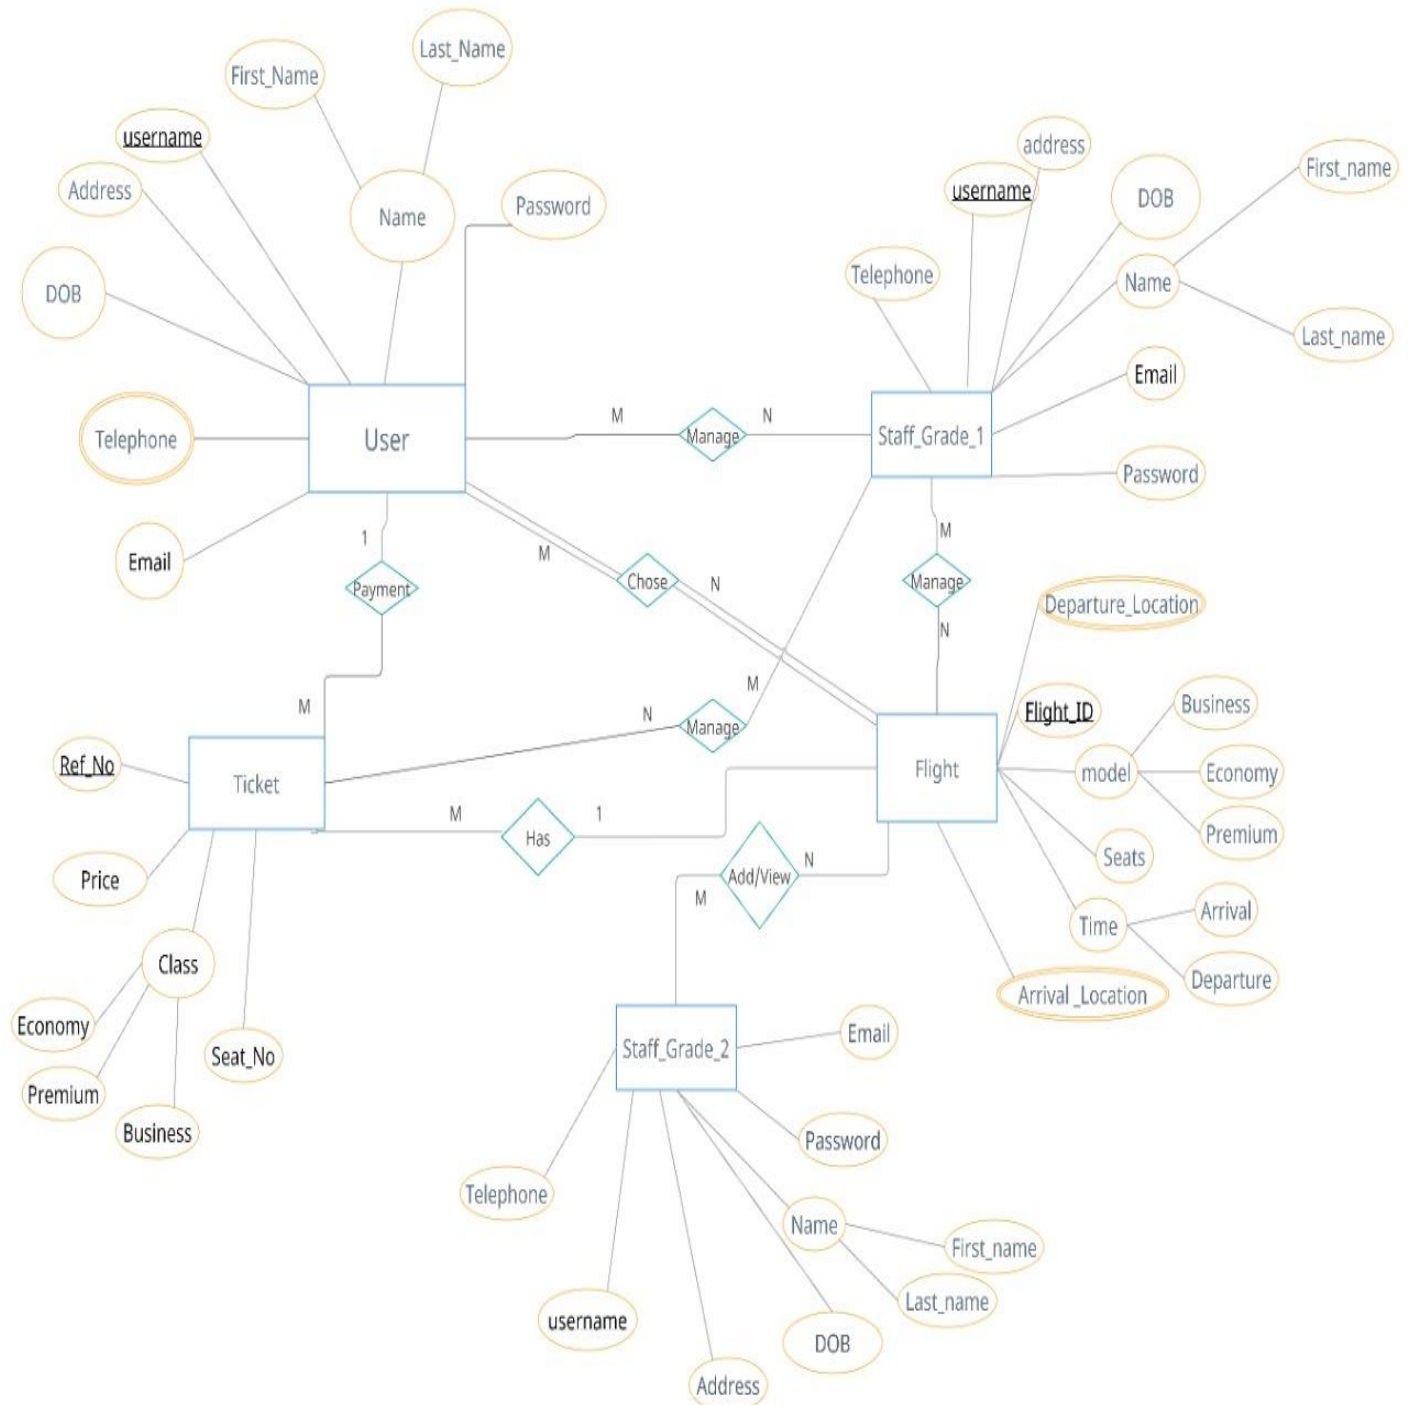 Last_Name
First_Name
username
Address
Name
Password
DOB
Telephone
User
Email
address
username
First_name
DOB
Telephone
Name
Last_name
Email
Staff_Grade_1
Password
M
Manage
N
1
Payment
M
M
Chose
N
M
Manage
N
M
N
Manage
Departure_Location
Flight_ID
Business
model
Economy
Premium
Flight
Seats
Time
Arrival
Departure
Arrival _Location
Ref_No
Ticket
Price
Class
Economy
Premium
Business
Seat_No
M
Has
1
Add/View
N
M
Staff_Grade_2
Email
Password
Telephone
Name
First_name
Last_name
username
DOB
Address